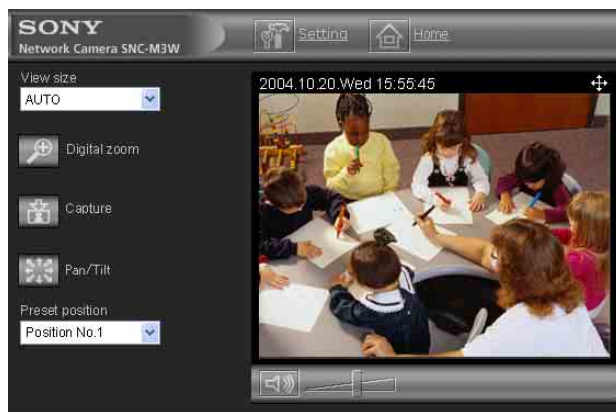 SONY
Network Camera SNC-M3W
Setting
Home
View size
AUTO
2004.10.20.Wed 15:55:45
Digital zoom
Capture
Pan/Tilt
Preset position
Position No.1